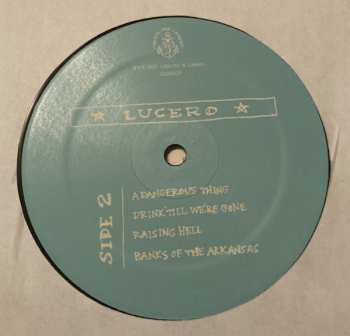 ★ LUCERO ★
SIDE 2
A DANGEROUS THING
DRINK 'TILL WE'RE GONE
RAISING HELL
BANKS OF THE ARKANSAS